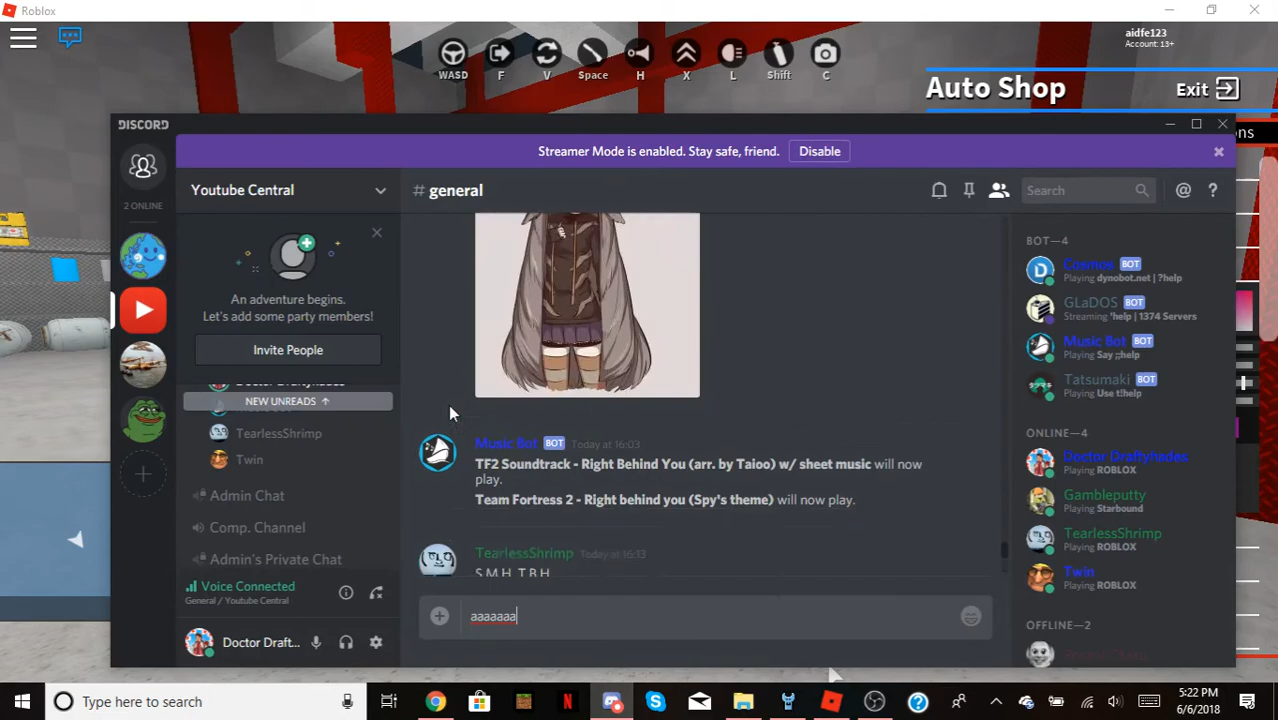 Roblox
aidfe123
Account: 13+
WASD F V Space H X L Shift C
Auto Shop
Exit
DISCORD
Streamer Mode is enabled. Stay safe, friend. Disable
2 ONLINE
Youtube Central
# general
Search
@ ?
An adventure begins.
Let's add some party members!
Invite People
Doctor Draftyhades
NEW UNREADS ↑
TearlessShrimp
Twin
Admin Chat
Comp. Channel
Admin's Private Chat
Voice Connected
General / Youtube Central
Doctor Draft...
Music Bot BOT Today at 16:03
TF2 Soundtrack - Right Behind You (arr. by Taioo) w/ sheet music will now
play.
Team Fortress 2 - Right behind you (Spy's theme) will now play.
TearlessShrimp Today at 16:13
S.M.H, T.B.H
aaaaaaa
BOT—4
Cosmos BOT
Playing dynobot.net | ?help
GLaDOS BOT
Streaming 'help | 1374 Servers
Music Bot BOT
Playing Say ;;help
Tatsumaki BOT
Playing Use t!help
ONLINE—4
Doctor Draftyhades
Playing ROBLOX
Gambleputty
Playing Starbound
TearlessShrimp
Playing ROBLOX
Twin
Playing ROBLOX
OFFLINE—2
ons
Type here to search
5:22 PM
6/6/2018